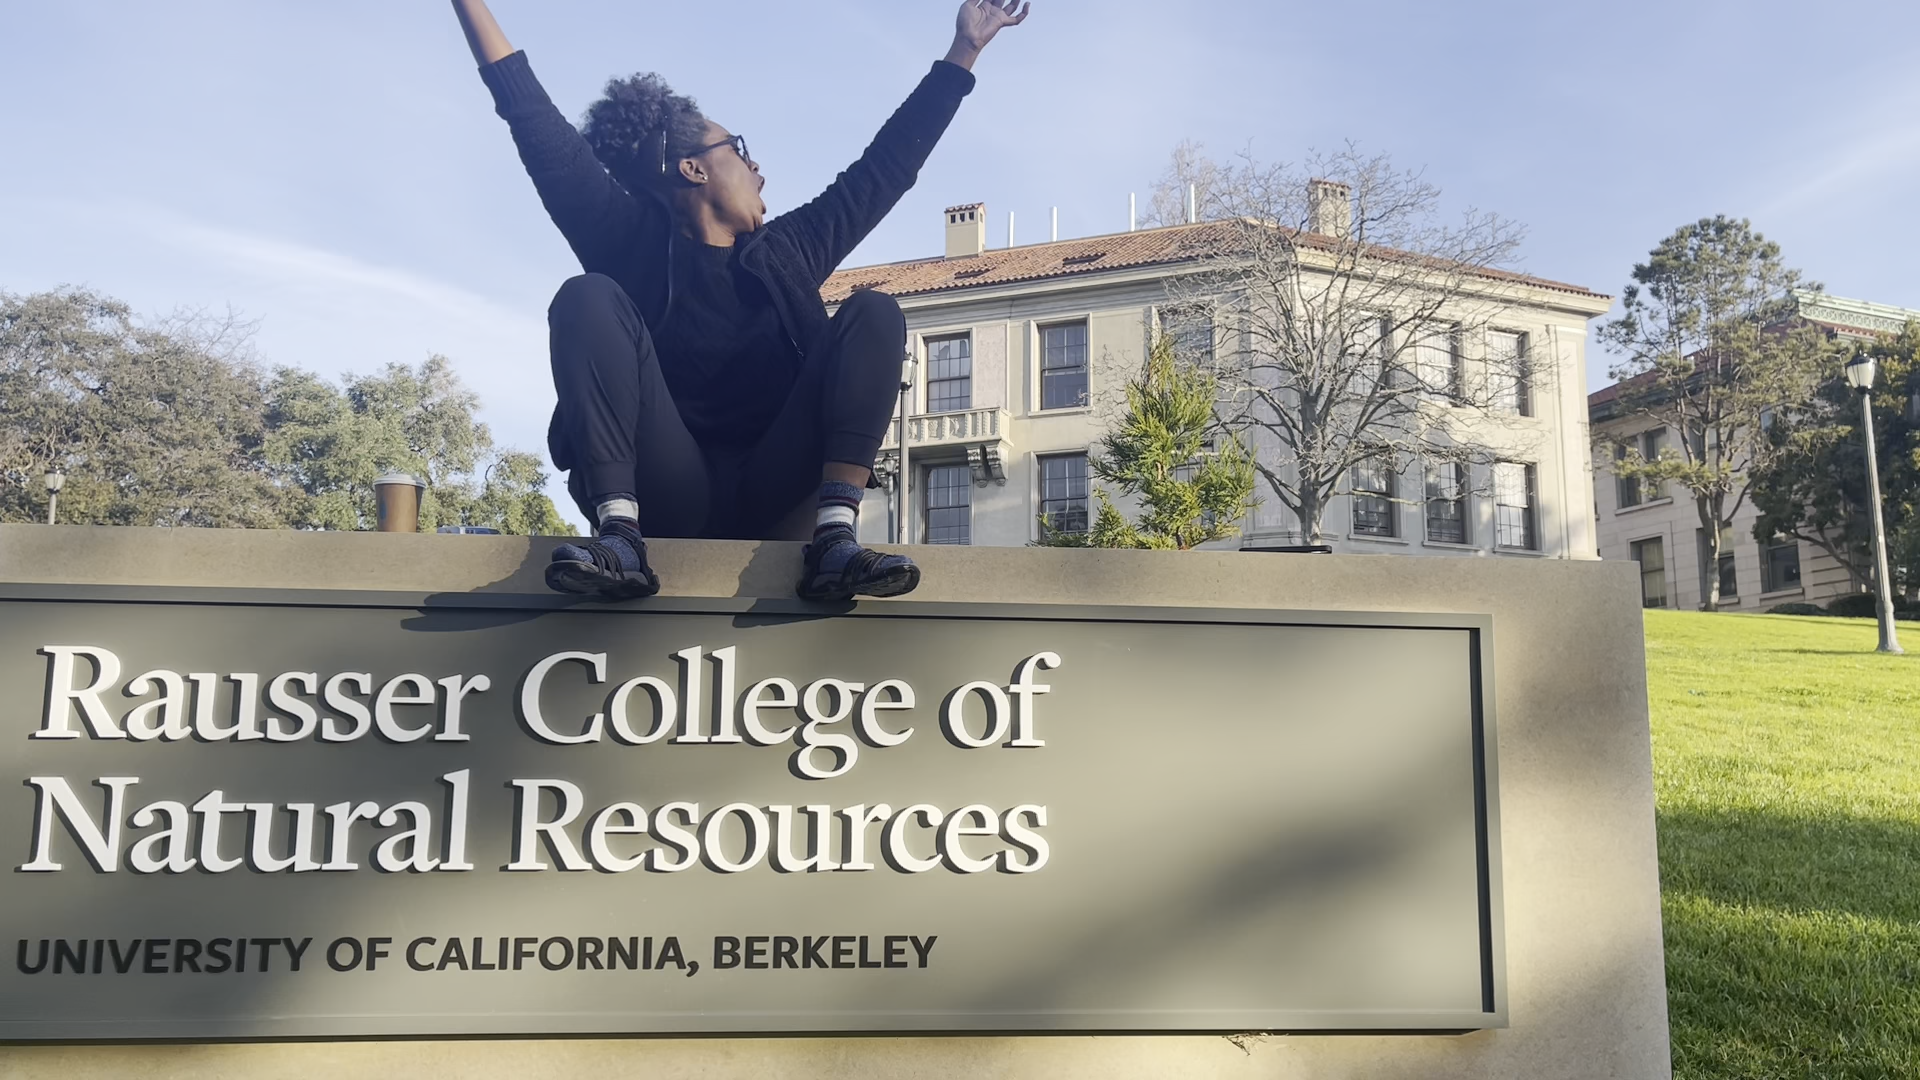 Rausser College of
Natural Resources
UNIVERSITY OF CALIFORNIA, BERKELEY